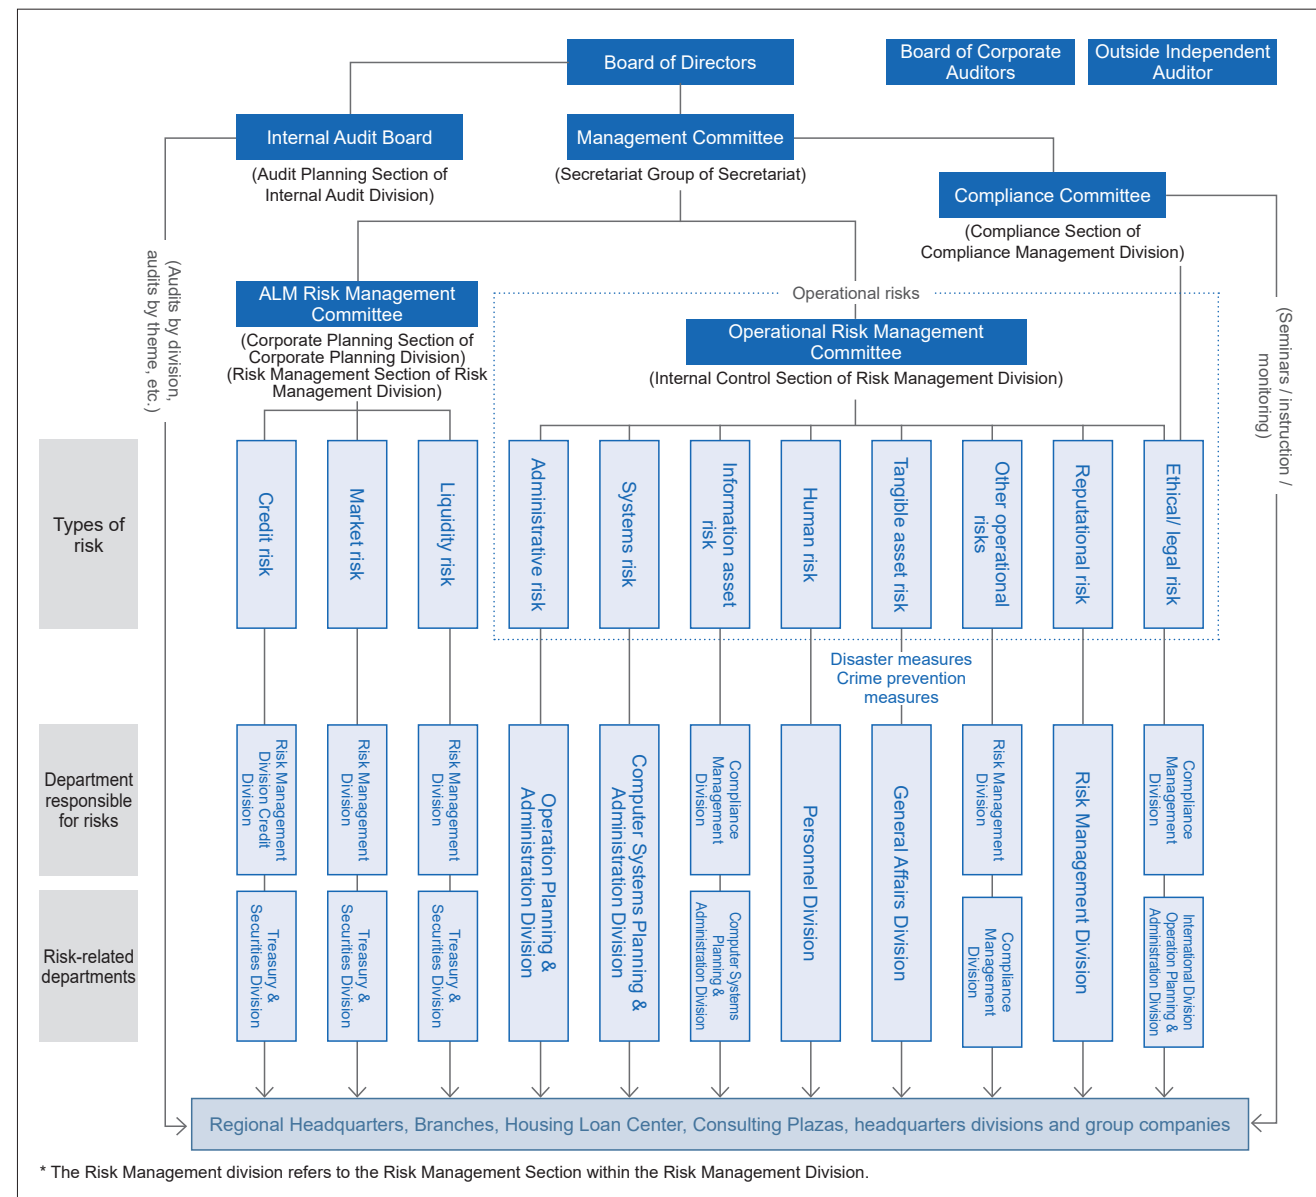 Board of Directors
Board of Corporate
Auditors
Outside Independent
Auditor
Internal Audit Board
(Audit Planning Section of
Internal Audit Division)
Management Committee
(Secretariat Group of Secretariat)
Compliance Committee
(Compliance Section of
Compliance Management Division)
(Audits by division,
audits by theme, etc.)
(Seminars / instruction /
monitoring)
ALM Risk Management
Committee
(Corporate Planning Section of
Corporate Planning Division)
(Risk Management Section of Risk
Management Division)
Operational risks
Operational Risk Management
Committee
(Internal Control Section of Risk Management Division)
Types of
risk
Credit risk
Market risk
Liquidity risk
Administrative risk
Systems risk
Information asset
risk
Human risk
Tangible asset risk
Other operational
risks
Reputational risk
Ethical/ legal risk
Disaster measures
Crime prevention
measures
Department
responsible
for risks
Risk Management
Division Credit
Division
Risk Management
Division
Risk Management
Division
Operation Planning &
Administration Division
Computer Systems Planning &
Administration Division
Compliance
Management
Division
Personnel Division
General Affairs Division
Risk Management
Division
Risk Management Division
Compliance
Management
Division
Risk-related
departments
Treasury &
Securities Division
Treasury &
Securities Division
Treasury &
Securities Division
Computer Systems
Planning &
Administration Division
Compliance
Management
Division
International Division
Operation Planning &
Administration Division
Regional Headquarters, Branches, Housing Loan Center, Consulting Plazas, headquarters divisions and group companies
* The Risk Management division refers to the Risk Management Section within the Risk Management Division.